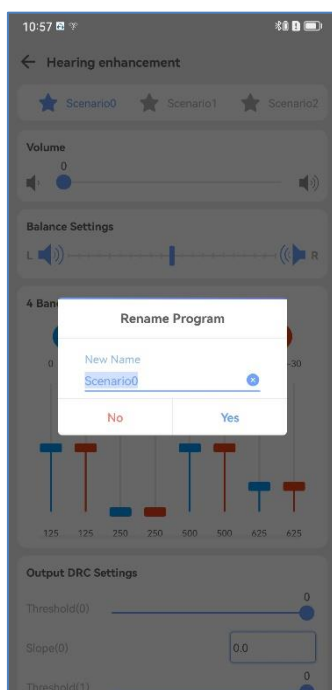 10:57
Hearing enhancement
Scenario0 Scenario1 Scenario2
Volume
0
Balance Settings
L R
4 Ban
Rename Program
0 -30
New Name
Scenario0
No Yes
125 125 250 250 500 500 625 625
Output DRC Settings
Threshold(0) 0
Slope(0) 0.0
Threshold(1) 0